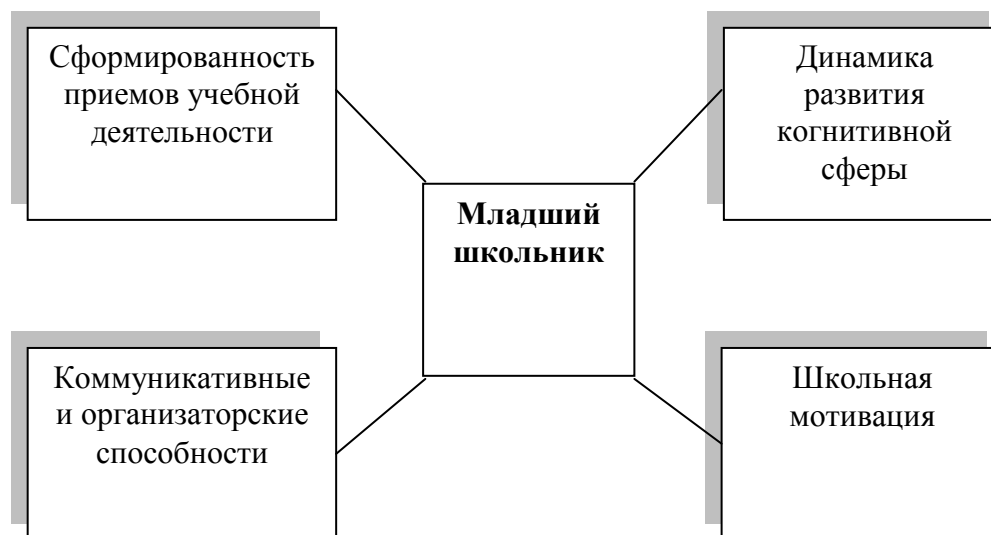 Сформированность
приемов учебной
деятельности
Динамика
развития
когнитивной
сферы
Младший
школьник
Коммуникативные
и организаторские
способности
Школьная
мотивация